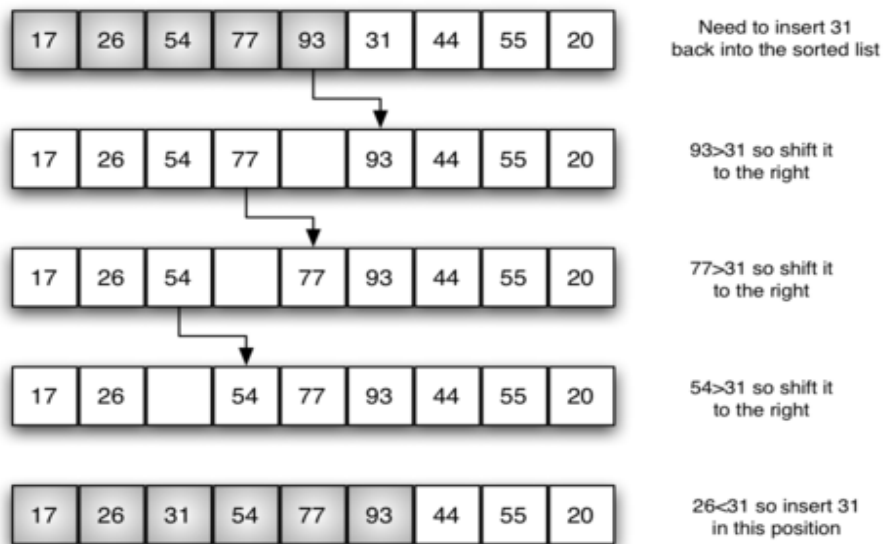 17 26 54 77 93 31 44 55 20
Need to insert 31
back into the sorted list
17 26 54 77 93 44 55 20
93>31 so shift it
to the right
17 26 54 77 93 44 55 20
77>31 so shift it
to the right
17 26 54 77 93 44 55 20
54>31 so shift it
to the right
17 26 31 54 77 93 44 55 20
26<31 so insert 31
in this position